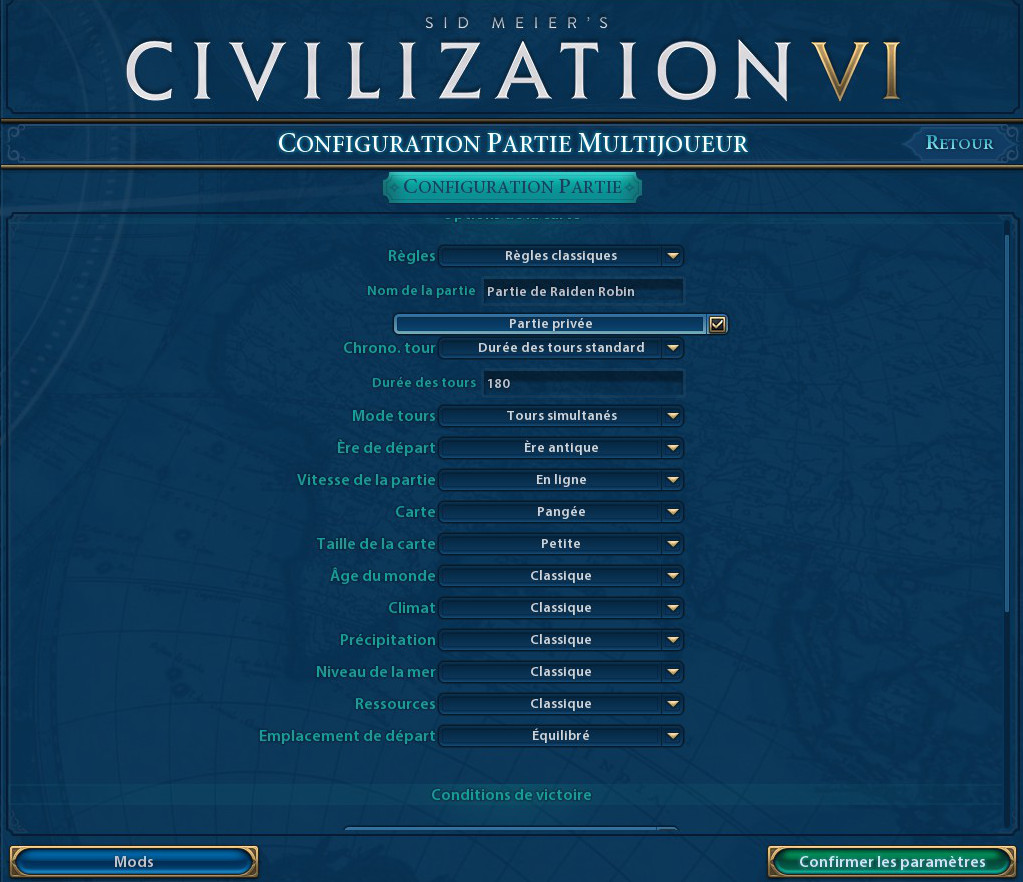 SID MEIER'S
CIVILIZATION VI
CONFIGURATION PARTIE MULTIJOUEUR
RETOUR
CONFIGURATION PARTIE
Options de la carte
Règles Règles classiques
Nom de la partie Partie de Raiden Robin
Partie privée
Chrono. tour Durée des tours standard
Durée des tours 180
Mode tours Tours simultanés
Ère de départ Ère antique
Vitesse de la partie En ligne
Carte Pangée
Taille de la carte Petite
Âge du monde Classique
Climat Classique
Précipitation Classique
Niveau de la mer Classique
Ressources Classique
Emplacement de départ Équilibré
Conditions de victoire
Mods
Confirmer les paramètres